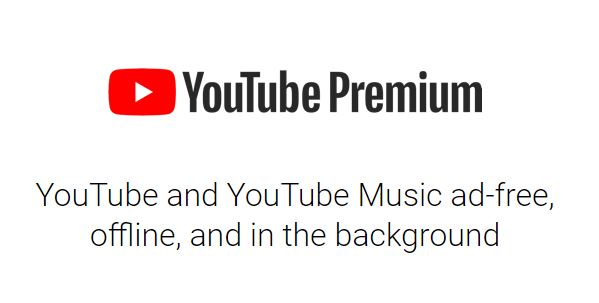 YouTube Premium
YouTube and YouTube Music ad-free,
offline, and in the background